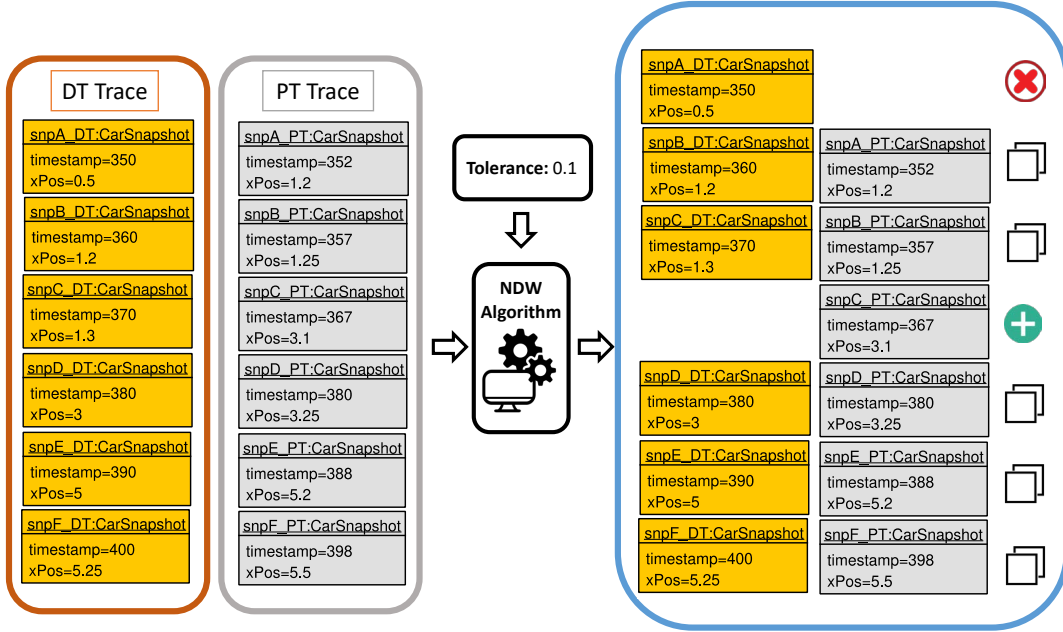 DT Trace
snpA_DT:CarSnapshot
timestamp=350
xPos=0.5
snpB_DT:CarSnapshot
timestamp=360
xPos=1.2
snpC_DT:CarSnapshot
timestamp=370
xPos=1.3
snpD_DT:CarSnapshot
timestamp=380
xPos=3
snpE_DT:CarSnapshot
timestamp=390
xPos=5
snpF_DT:CarSnapshot
timestamp=400
xPos=5.25
PT Trace
snpA_PT:CarSnapshot
timestamp=352
xPos=1.2
snpB_PT:CarSnapshot
timestamp=357
xPos=1.25
snpC_PT:CarSnapshot
timestamp=367
xPos=3.1
snpD_PT:CarSnapshot
timestamp=380
xPos=3.25
snpE_PT:CarSnapshot
timestamp=388
xPos=5.2
snpF_PT:CarSnapshot
timestamp=398
xPos=5.5
Tolerance: 0.1
NDW
Algorithm
snpA_DT:CarSnapshot
timestamp=350
xPos=0.5
snpB_DT:CarSnapshot
timestamp=360
xPos=1.2
snpA_PT:CarSnapshot
timestamp=352
xPos=1.2
snpC_DT:CarSnapshot
timestamp=370
xPos=1.3
snpB_PT:CarSnapshot
timestamp=357
xPos=1.25
snpC_PT:CarSnapshot
timestamp=367
xPos=3.1
snpD_DT:CarSnapshot
timestamp=380
xPos=3
snpD_PT:CarSnapshot
timestamp=380
xPos=3.25
snpE_DT:CarSnapshot
timestamp=390
xPos=5
snpE_PT:CarSnapshot
timestamp=388
xPos=5.2
snpF_DT:CarSnapshot
timestamp=400
xPos=5.25
snpF_PT:CarSnapshot
timestamp=398
xPos=5.5